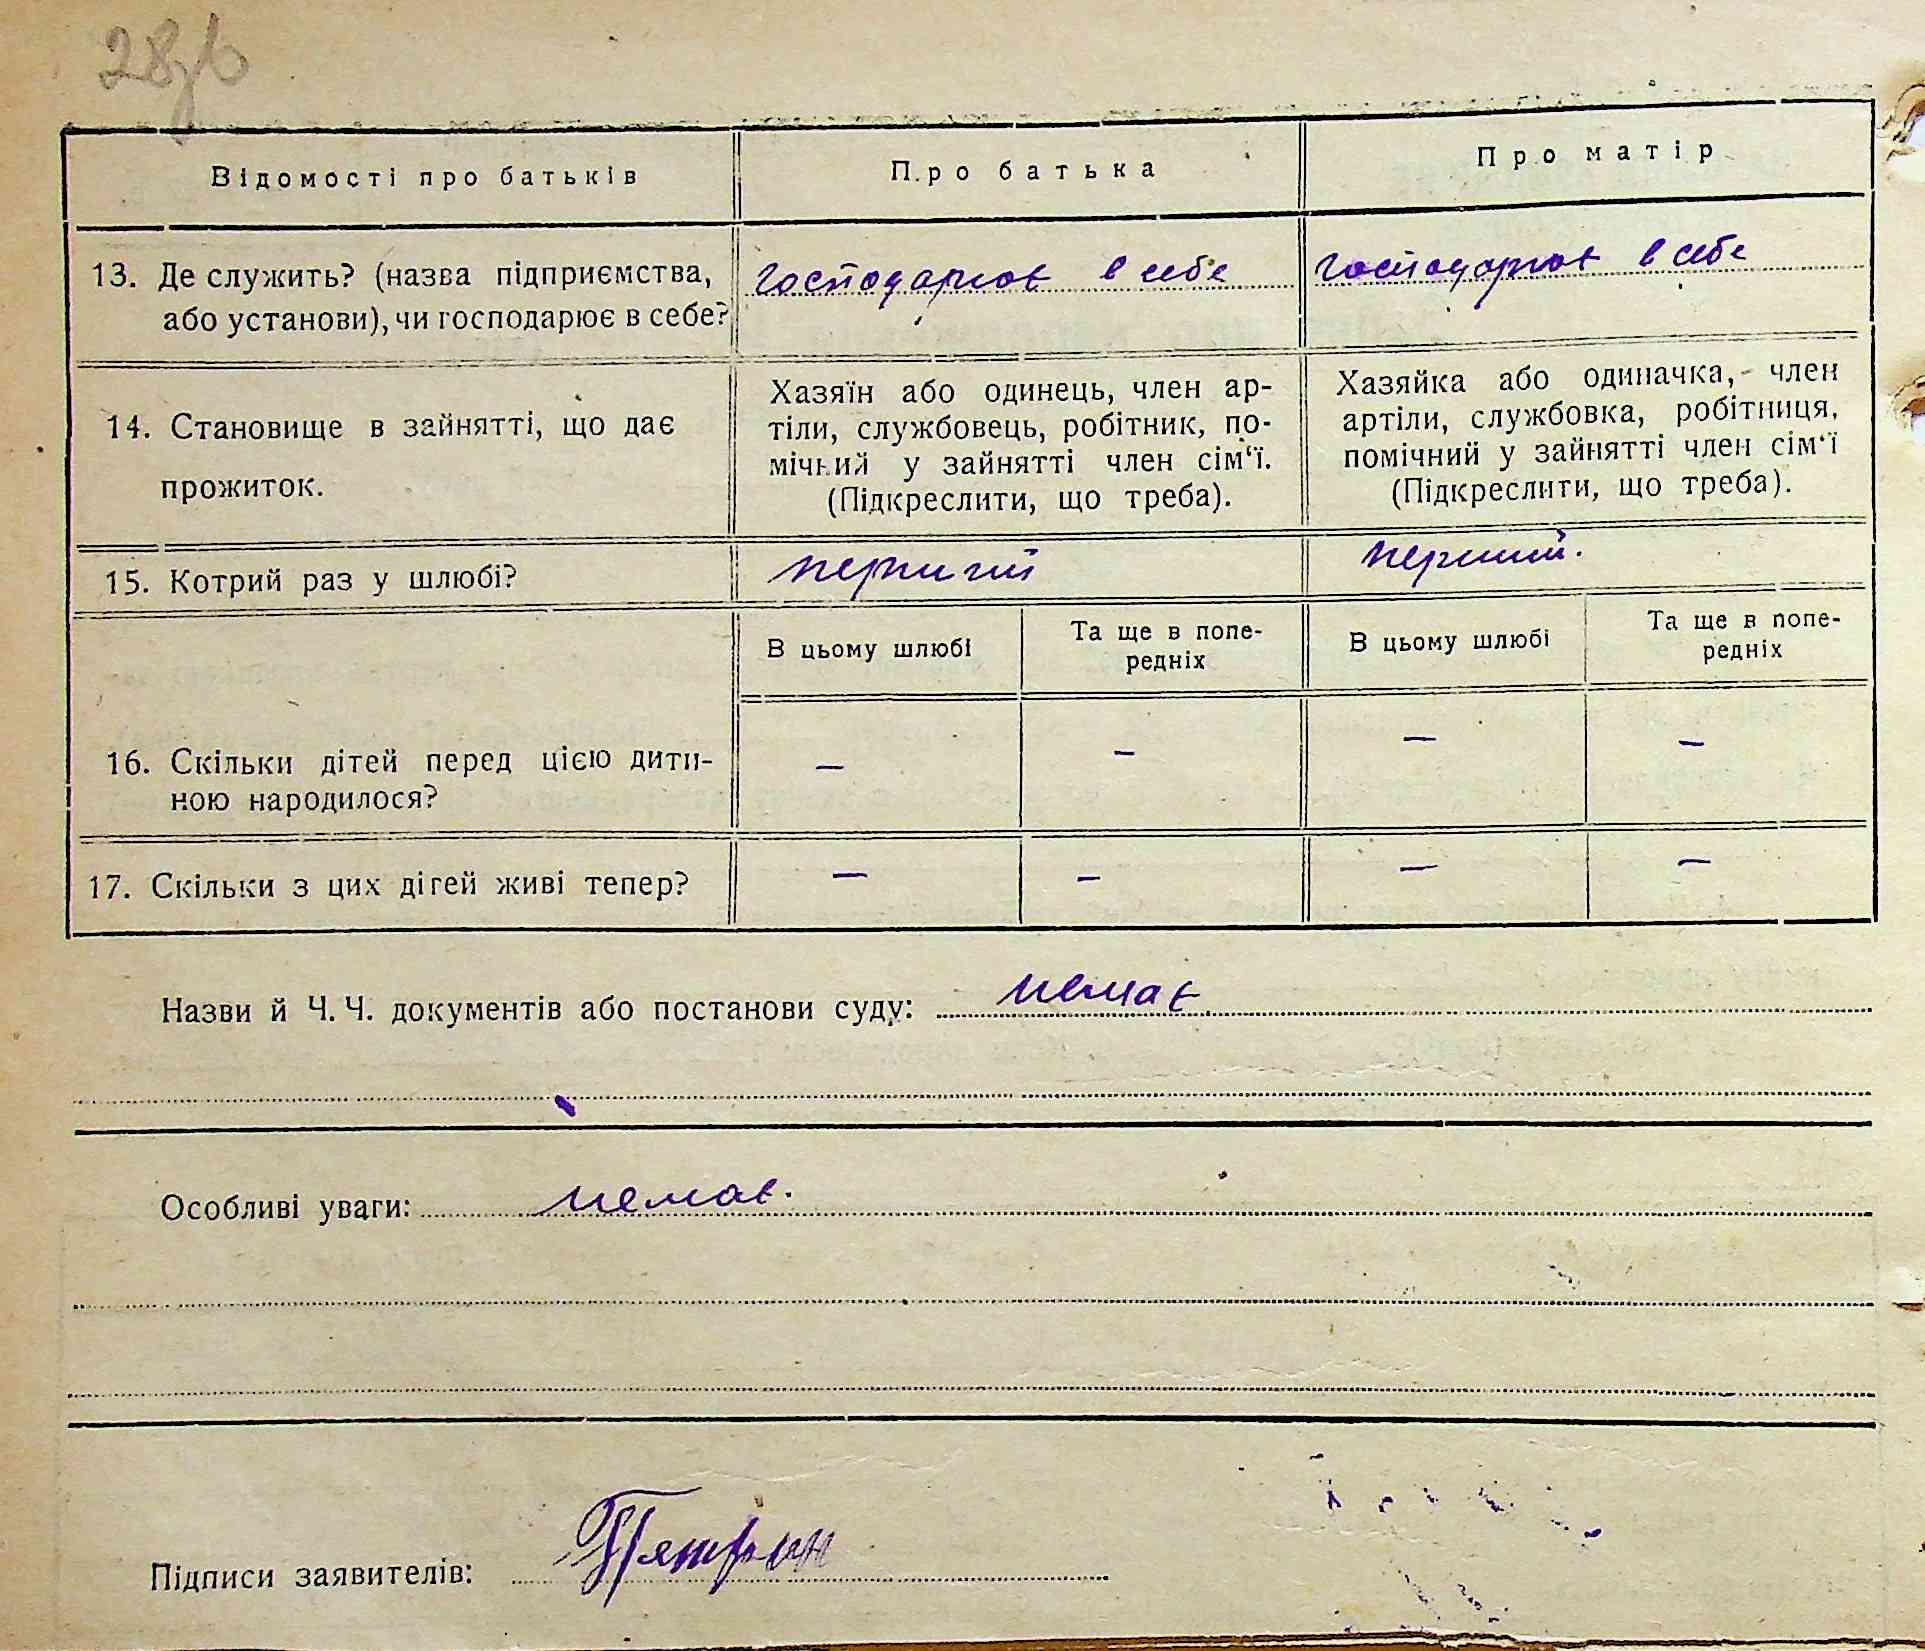 28зв
Відомості про батьків
Про батька
Про матір
13. Де служить? (назва підприємства,
або установи), чи господарює в себе?
господарює в себе
господарює в себе
14. Становище в зайнятті, що дає
прожиток.
Хазяїн або одинець, член ар-
тіли, службовець, робітник, по-
мічний у зайнятті член сім‘ї.
(Підкреслити, що треба).
Хазяйка або одиначка, член
артіли, службовка, робітниця,
помічний у зайнятті член сім‘ї
(Підкреслити, що треба).
15. Котрий раз у шлюбі?
перший
перший.
В цьому шлюбі
Та ще в попе-
редніх
В цьому шлюбі
Та ще в попе-
редніх
16. Скільки дітей перед цією дити-
ною народилося?
— — — —
17. Скільки з цих дітей живі тепер?
— — — —
Назви й Ч. Ч. документів або постанови суду: немає
Особливі уваги: немає.
Підписи заявителів: